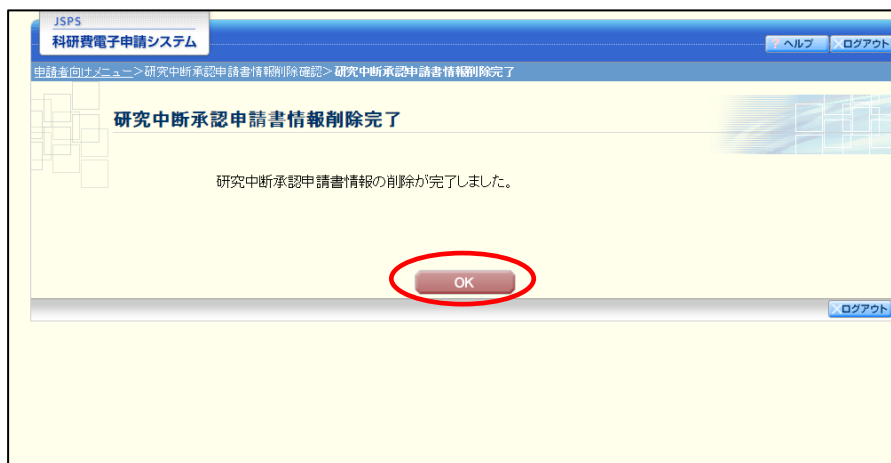 JSPS
科研費電子申請システム
? ヘルプ
×ログアウト
申請者向けメニュー>研究中断承認申請書情報削除確認>研究中断承認申請書情報削除完了
研究中断承認申請書情報削除完了
研究中断承認申請書情報の削除が完了しました。
OK
×ログアウト